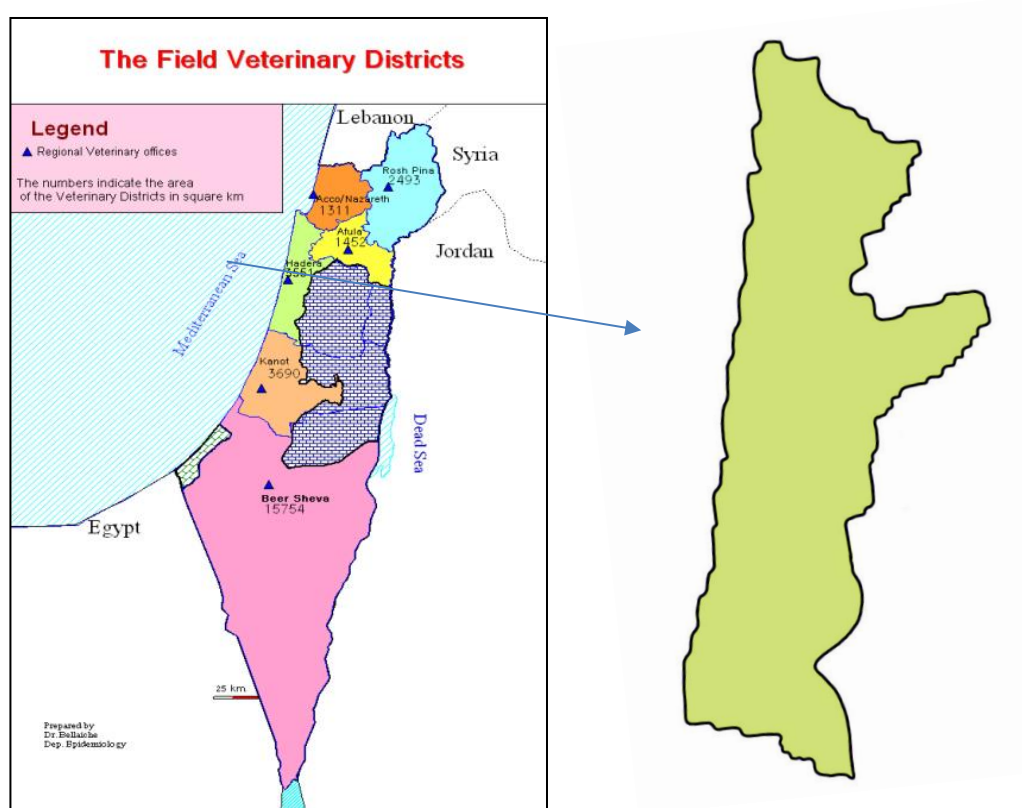 The Field Veterinary Districts
Legend
Regional Veterinary offices
The numbers indicate the area
of the Veterinary Districts in square km
Lebanon
Syria
Rosh Pina
2493
Acco/Nazareth
1311
Afula
1452
Jordan
Hadera
3551
Mediterranean Sea
Kanot
3690
Dead Sea
Beer Sheva
15754
Egypt
25 km
Prepared by
Dr. Bellaiche
Dep. Epidemiology